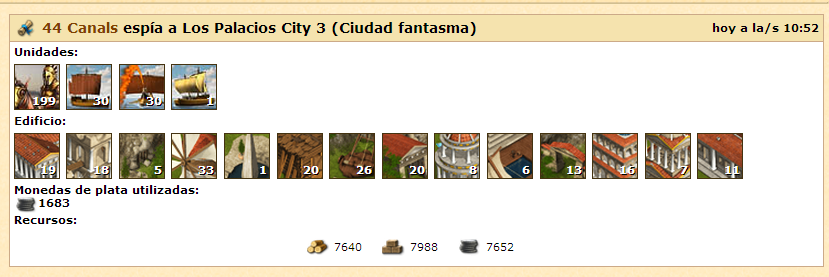 44 Canals espía a Los Palacios City 3 (Ciudad fantasma) hoy a la/s 10:52
Unidades:
199 30 30 1
Edificio:
19 18 5 33 1 20 26 20 8 6 13 16 7 11
Monedas de plata utilizadas:
1683
Recursos:
7640 7988 7652